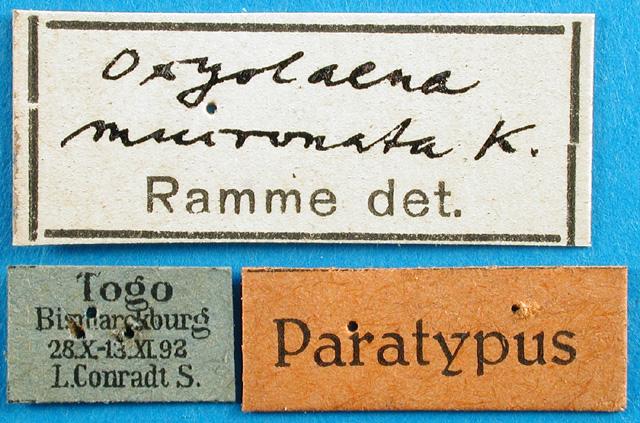 Oxyolaena
mucronata K.
Ramme det.
Togo
Bismarckburg
28.X-13.XI.92
L.Conradt S.
Paratypus